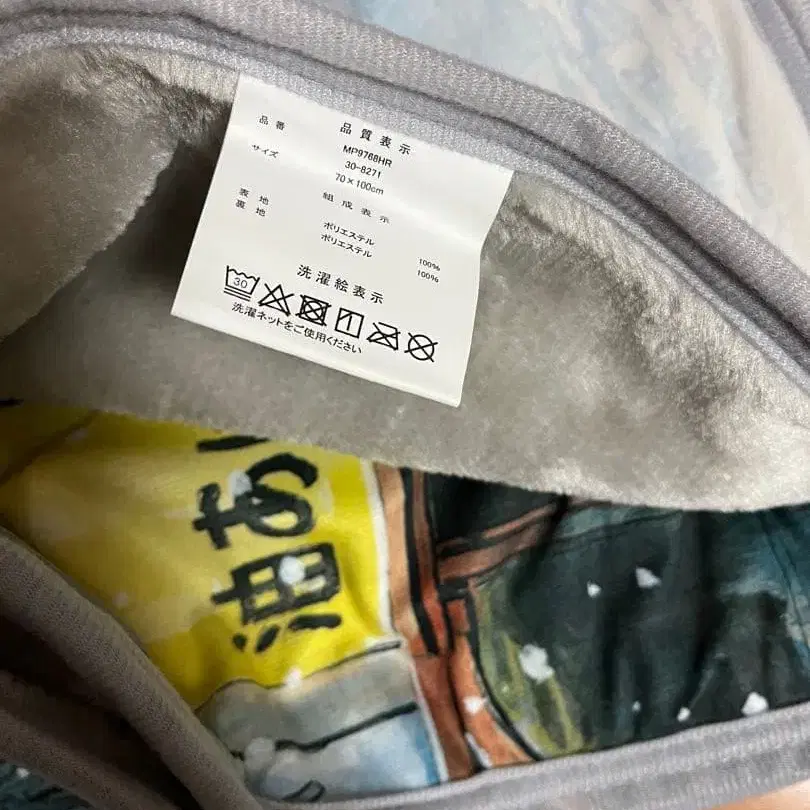 品質表示
品番 MP9768HR
30-8271
サイズ 70×100cm
組成表示
表地 ポリエステル 100%
裏地 ポリエステル 100%
洗濯絵表示
30
洗濯ネットをご使用ください
油あ